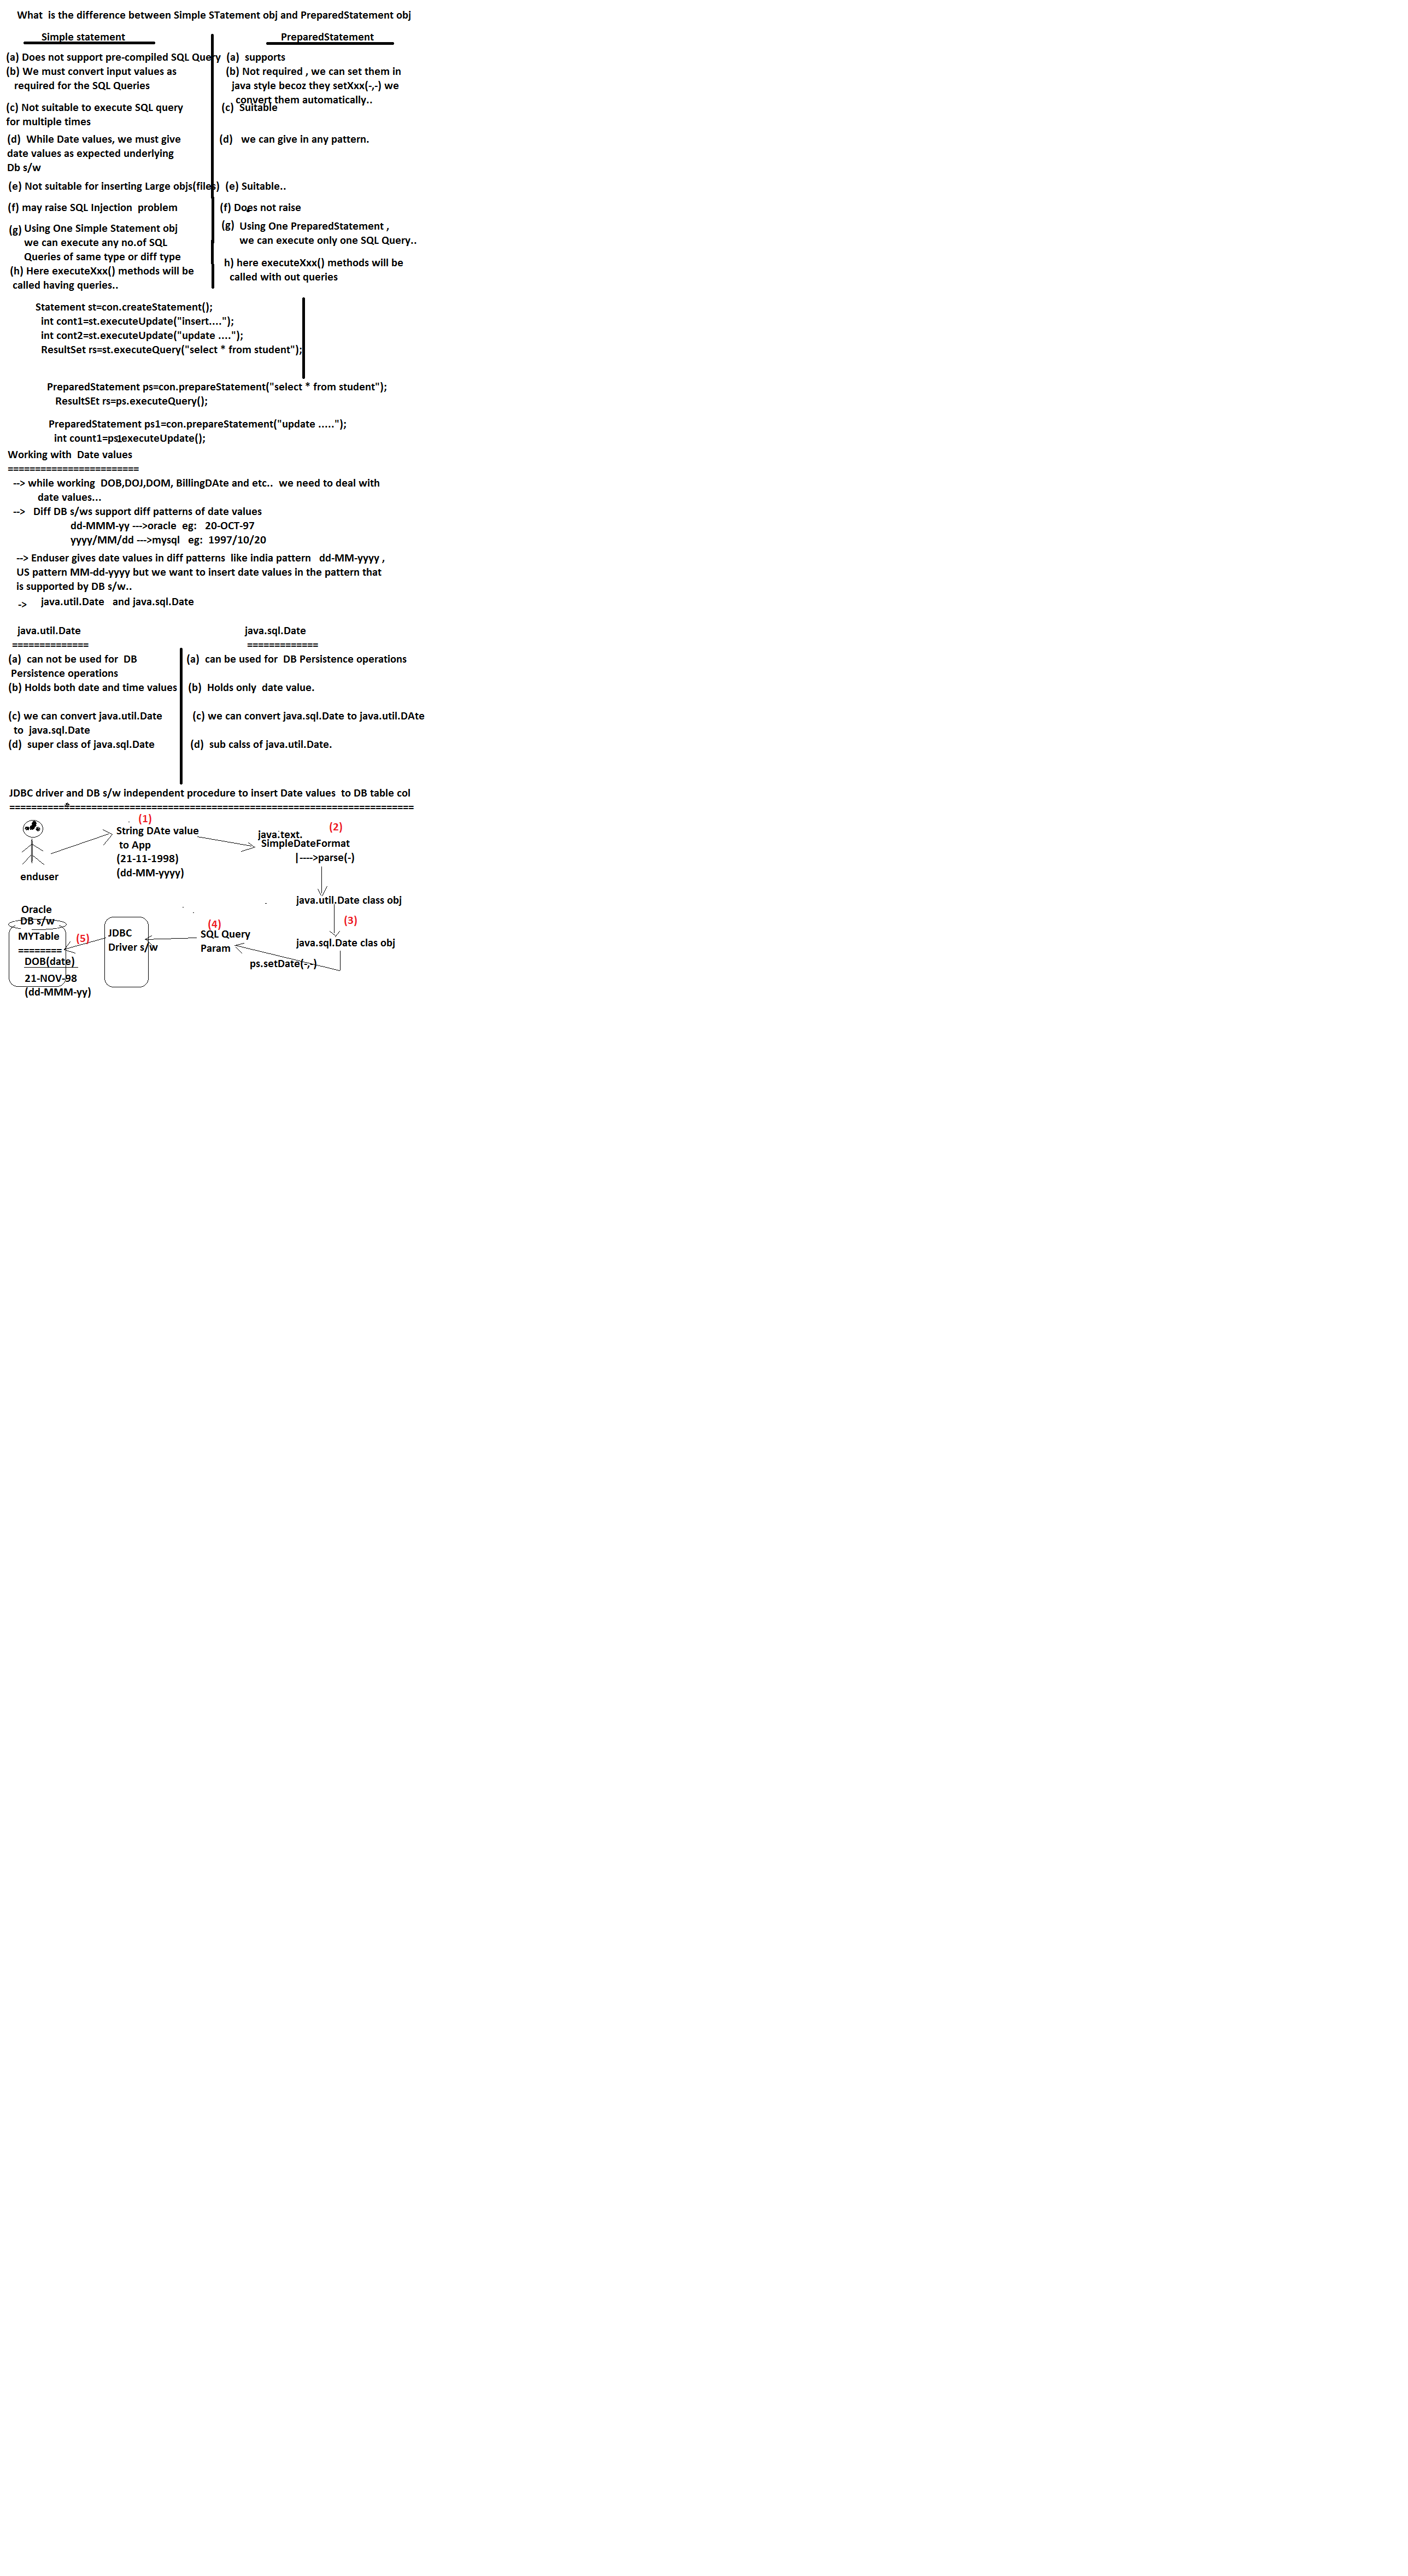 What  is the difference between Simple STatement obj and PreparedStatement obj
Simple statement
PreparedStatement
(a) Does not support pre-compiled SQL Query
(a)  supports
(b) We must convert input values as
required for the SQL Queries
(b) Not required , we can set them in
java style becoz they setXxx(-,-) we
convert them automatically..
(c) Not suitable to execute SQL query
for multiple times
(c)  Suitable
(d)  While Date values, we must give
date values as expected underlying
Db s/w
(d)   we can give in any pattern.
(e) Not suitable for inserting Large objs(files)
(e) Suitable..
(f) may raise SQL Injection  problem
(f) Does not raise
(g) Using One Simple Statement obj
we can execute any no.of SQL
Queries of same type or diff type
(g)  Using One PreparedStatement ,
we can execute only one SQL Query..
(h) Here executeXxx() methods will be
called having queries..
h) here executeXxx() methods will be
called with out queries
Statement st=con.createStatement();
int cont1=st.executeUpdate("insert....");
int cont2=st.executeUpdate("update ....");
ResultSet rs=st.executeQuery("select * from student");
PreparedStatement ps=con.prepareStatement("select * from student");
ResultSEt rs=ps.executeQuery();
PreparedStatement ps1=con.prepareStatement("update .....");
int count1=ps1.executeUpdate();
Working with  Date values
========================
--> while working  DOB,DOJ,DOM, BillingDAte and etc..  we need to deal with
date values...
-->   Diff DB s/ws support diff patterns of date values
dd-MMM-yy --->oracle  eg:   20-OCT-97
yyyy/MM/dd --->mysql   eg:  1997/10/20
--> Enduser gives date values in diff patterns  like india pattern   dd-MM-yyyy ,
US pattern MM-dd-yyyy but we want to insert date values in the pattern that
is supported by DB s/w..
->    java.util.Date   and java.sql.Date
java.util.Date
==============
java.sql.Date
=============
(a)  can not be used for  DB
Persistence operations
(a)  can be used for  DB Persistence operations
(b) Holds both date and time values
(b)  Holds only  date value.
(c) we can convert java.util.Date
to  java.sql.Date
(c) we can convert java.sql.Date to java.util.DAte
(d)  super class of java.sql.Date
(d)  sub calss of java.util.Date.
JDBC driver and DB s/w independent procedure to insert Date values  to DB table col
==========================================================================
(1)
String DAte value
to App
(21-11-1998)
(dd-MM-yyyy)
(2)
java.text.
SimpleDateFormat
|---->parse(-)
enduser
java.util.Date class obj
(3)
java.sql.Date clas obj
ps.setDate(-,-)
(4)
SQL Query
Param
JDBC
Driver s/w
(5)
Oracle
DB s/w
MYTable
========
DOB(date)
21-NOV-98
(dd-MMM-yy)